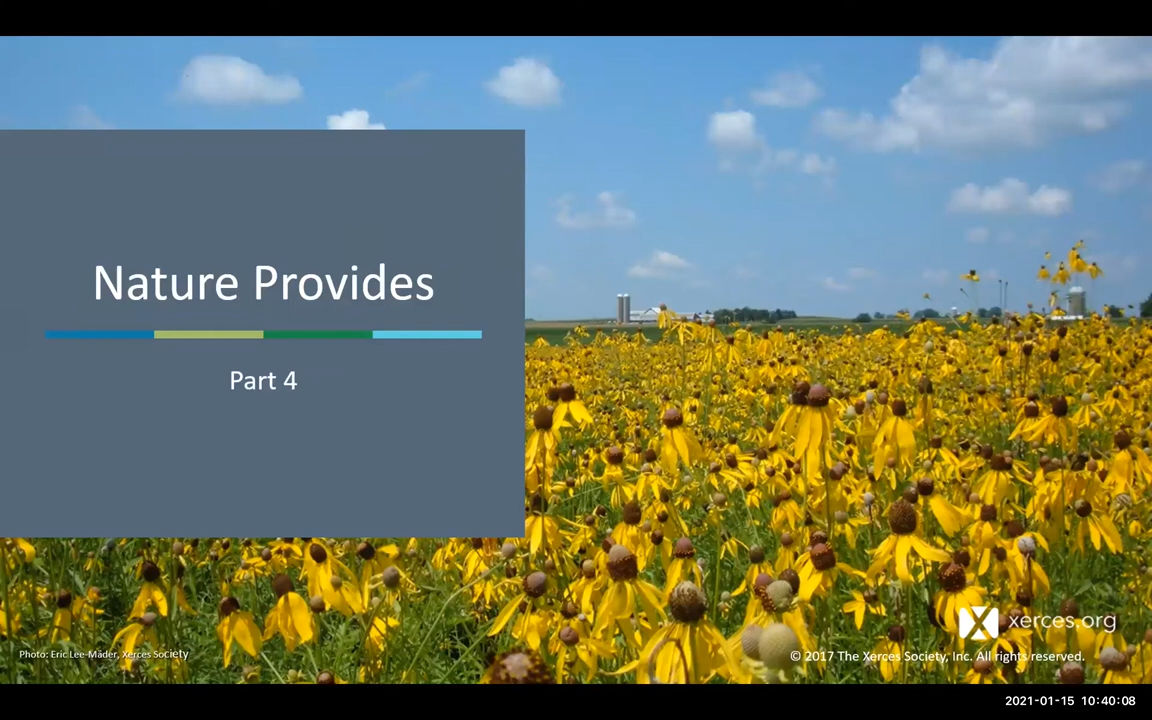 Nature Provides
Part 4
xerces.org
Photo: Eric Lee-Mader, Xerces Society
© 2017 The Xerces Society, Inc. All rights reserved.
2021-01-15 10:40:08